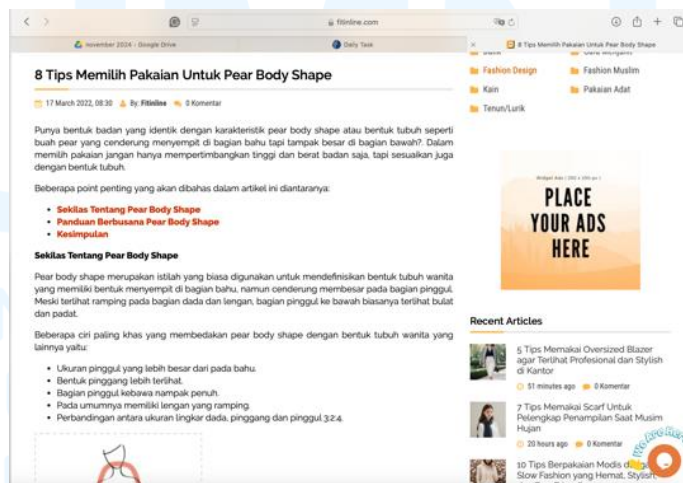 fitinline.com
november 2024 - Google Drive
Daily Task
8 Tips Memilih Pakaian Untuk Pear Body Shape
8 Tips Memilih Pakaian Untuk Pear Body Shape
17 March 2022, 08:30 By: Fitinline 0 Komentar
Punya bentuk badan yang identik dengan karakteristik pear body shape atau bentuk tubuh seperti
buah pear yang cenderung menyempit di bagian bahu tapi tampak besar di bagian bawah?. Dalam
memilih pakaian jangan hanya mempertimbangkan tinggi dan berat badan saja, tapi sesuaikan juga
dengan bentuk tubuh.
Beberapa point penting yang akan dibahas dalam artikel ini diantaranya:
Sekilas Tentang Pear Body Shape
Panduan Berbusana Pear Body Shape
Kesimpulan
Sekilas Tentang Pear Body Shape
Pear body shape merupakan istilah yang biasa digunakan untuk mendefinisikan bentuk tubuh wanita
yang memiliki bentuk menyempit di bagian bahu, namun cenderung membesar pada bagian pinggul.
Meski terlihat ramping pada bagian dada dan lengan, bagian pinggul ke bawah biasanya terlihat bulat
dan padat.
Beberapa ciri paling khas yang membedakan pear body shape dengan bentuk tubuh wanita yang
lainnya yaitu:
Ukuran pinggul yang lebih besar dari pada bahu.
Bentuk pinggang lebih terlihat.
Bagian pinggul kebawa nampak penuh.
Pada umumnya memiliki lengan yang ramping.
Perbandingan antara ukuran lingkar dada, pinggang dan pinggul 3:2:4.
Fashion Design Fashion Muslim
Kain Pakaian Adat
Tenun/Lurik
PLACE
YOUR ADS
HERE
Recent Articles
5 Tips Memakai Oversized Blazer
agar Terlihat Profesional dan Stylish
di Kantor
51 minutes ago 0 Komentar
7 Tips Memakai Scarf Untuk
Pelengkap Penampilan Saat Musim
Hujan
20 hours ago 0 Komentar
10 Tips Berpakaian Modis
Slow Fashion yang Hemat, Stylish,
We Are Here